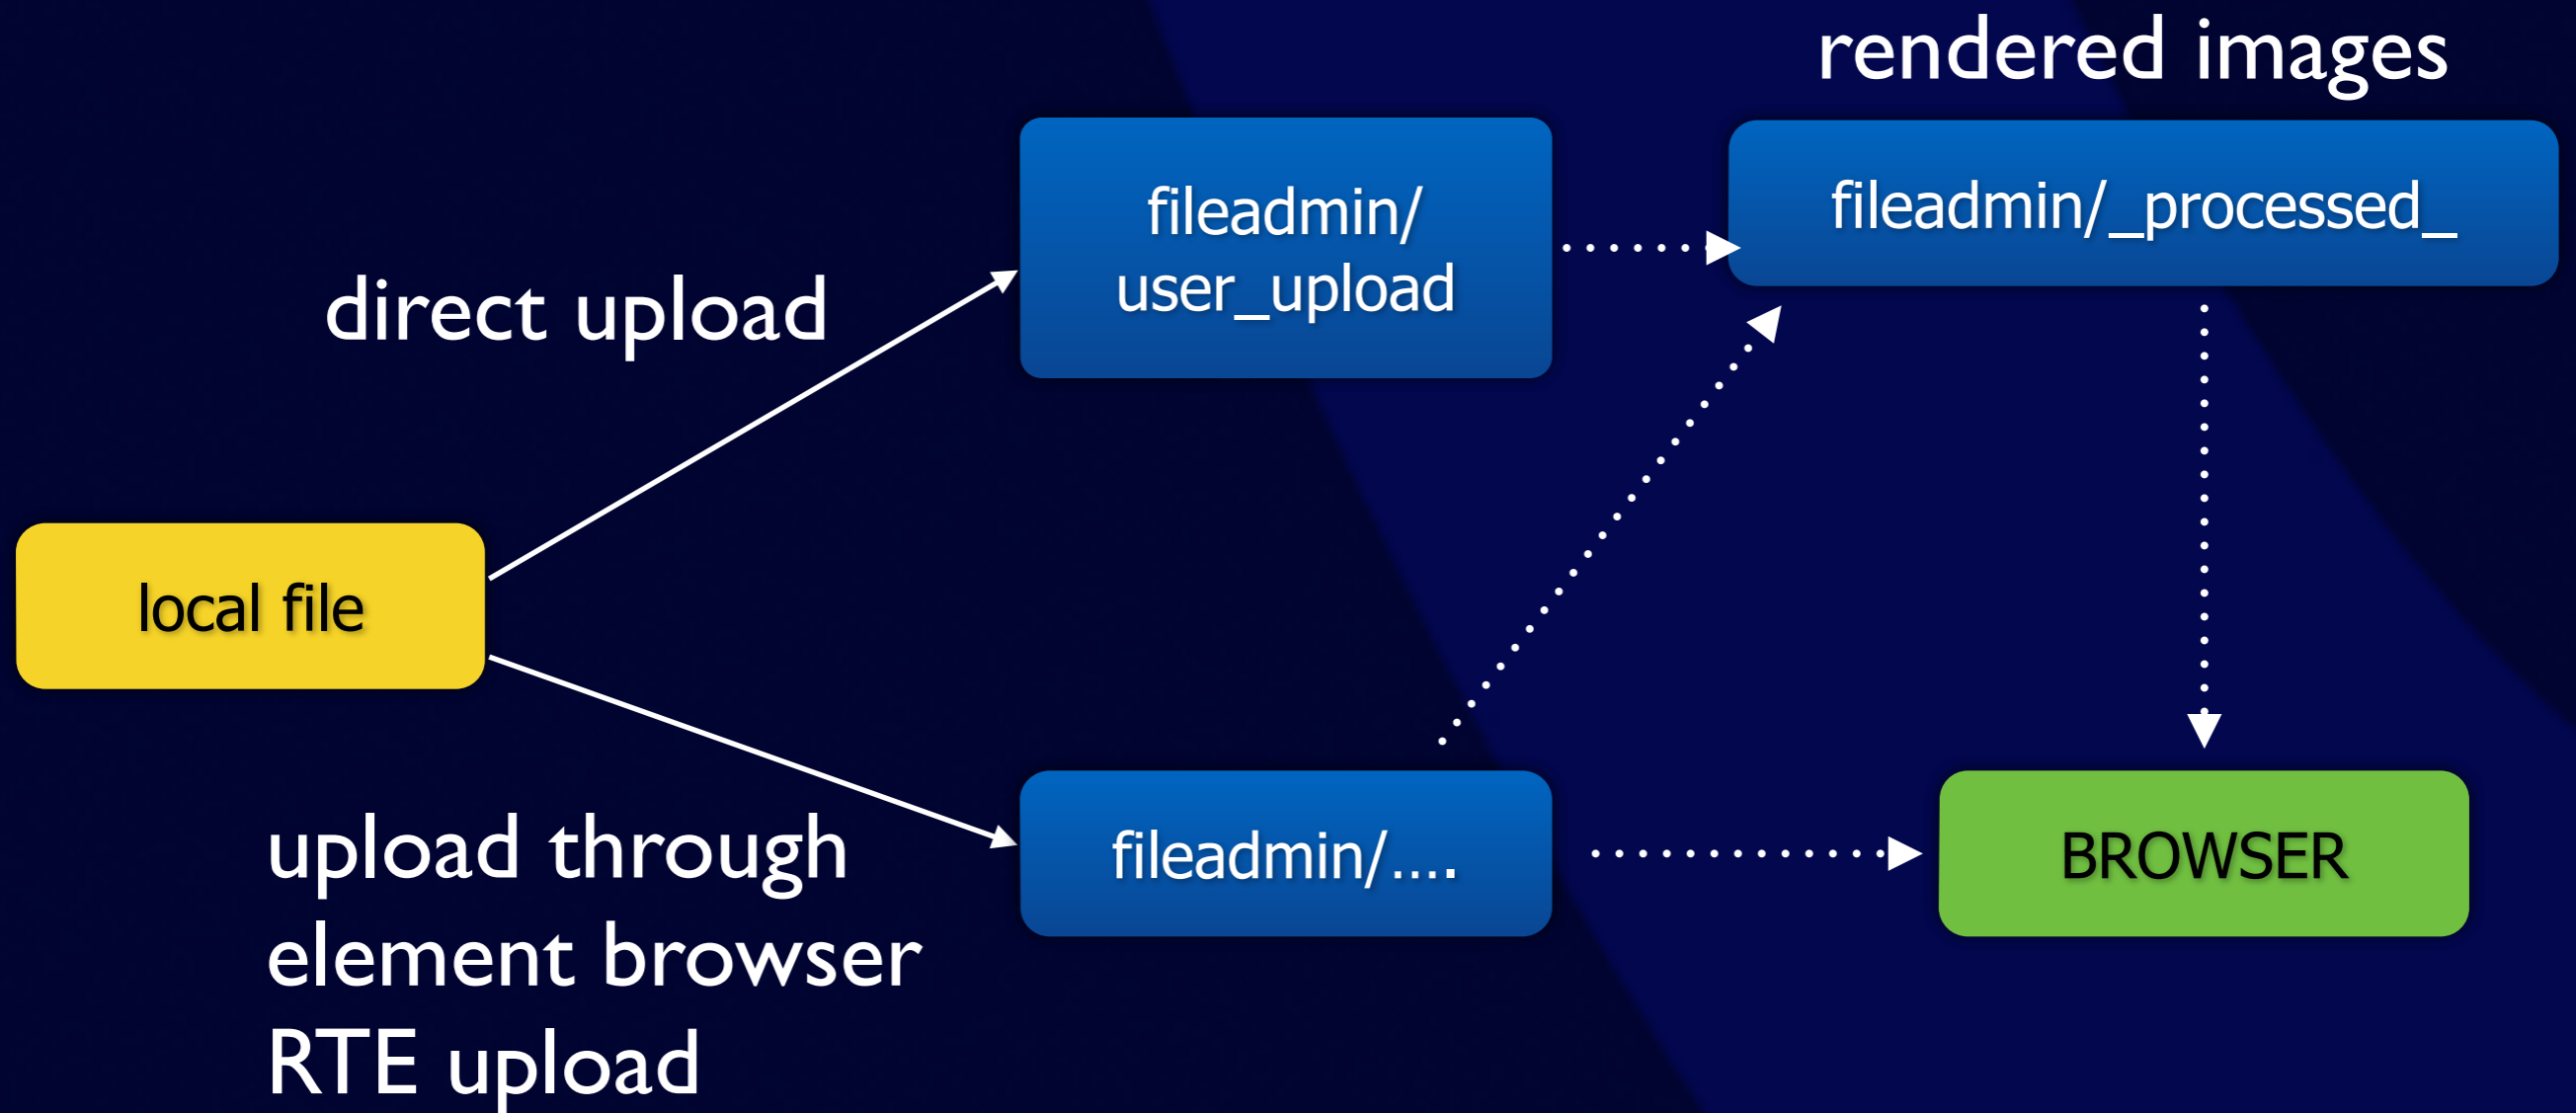 rendered images
fileadmin/
user_upload
fileadmin/_processed_
direct upload
local file
upload through
element browser
RTE upload
fileadmin/....
BROWSER